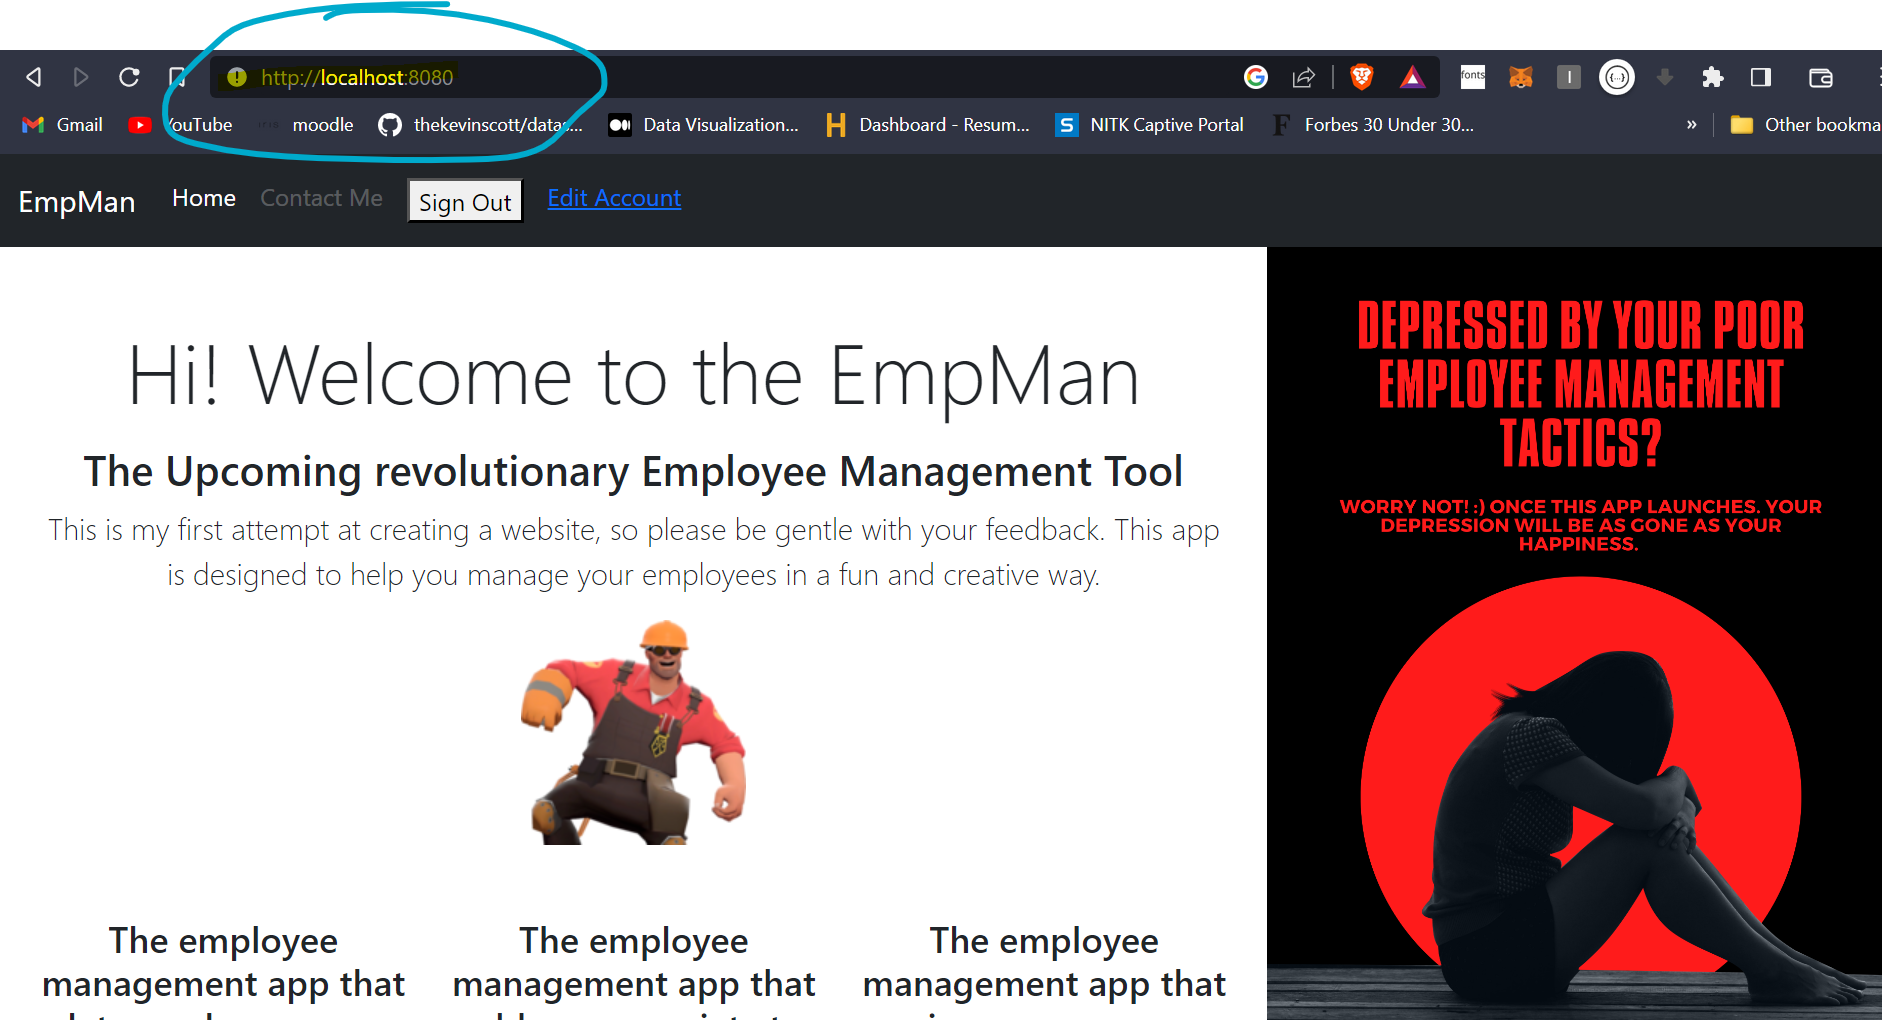 http://localhost:8080
fonts
Gmail YouTube moodle thekevinscott/datas... Data Visualization... Dashboard - Resum... NITK Captive Portal Forbes 30 Under 30... » Other bookma
EmpMan Home Contact Me Sign Out Edit Account
Hi! Welcome to the EmpMan
The Upcoming revolutionary Employee Management Tool
This is my first attempt at creating a website, so please be gentle with your feedback. This app
is designed to help you manage your employees in a fun and creative way.
The employee
management app that
The employee
management app that
The employee
management app that
DEPRESSED BY YOUR POOR
EMPLOYEE MANAGEMENT
TACTICS?
WORRY NOT! :) ONCE THIS APP LAUNCHES. YOUR
DEPRESSION WILL BE AS GONE AS YOUR
HAPPINESS.